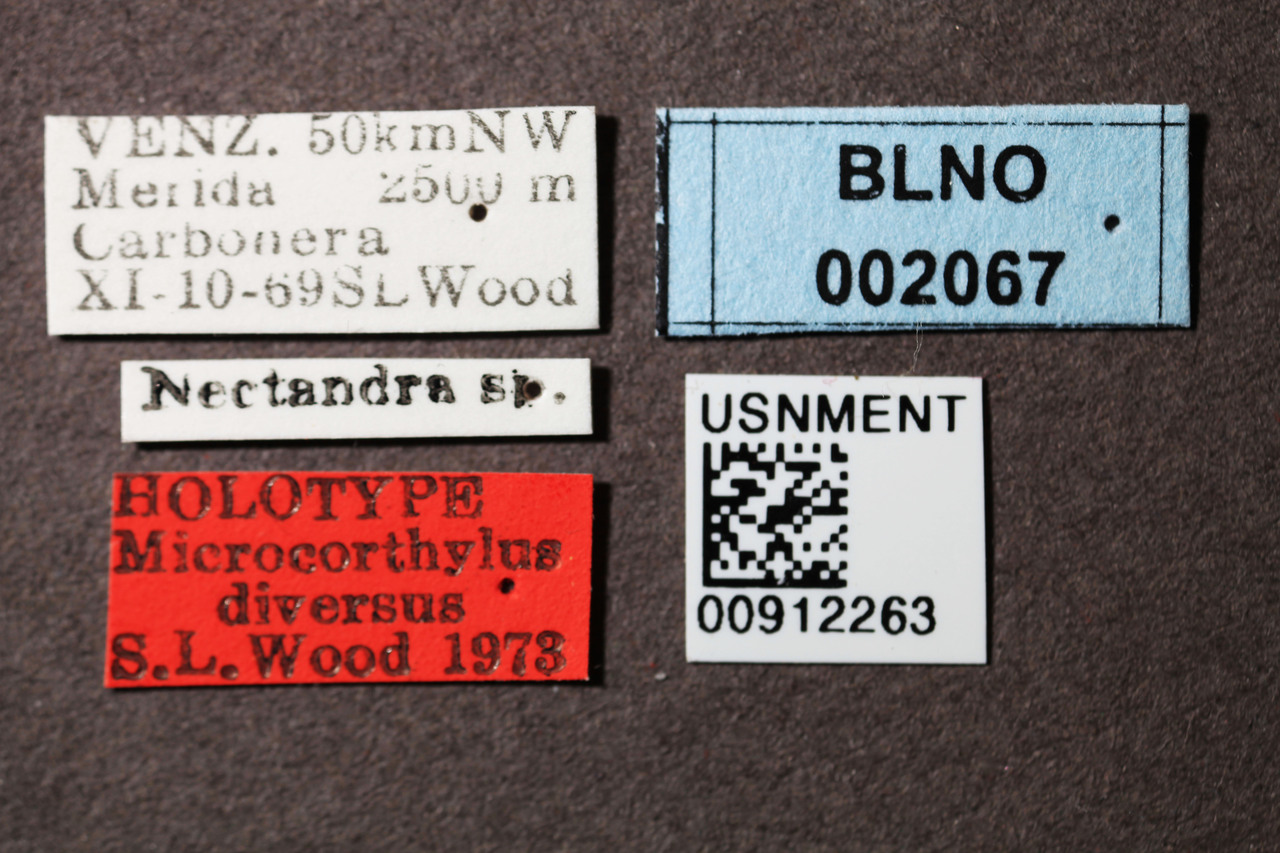 VENZ. 50kmNW
Merida 2500 m
Carbonera
XI-10-69SLWood
Nectandra sp.
HOLOTYPE
Microcorthylus
diversus
S.L.Wood 1973
BLNO
002067
USNMENT
00912263